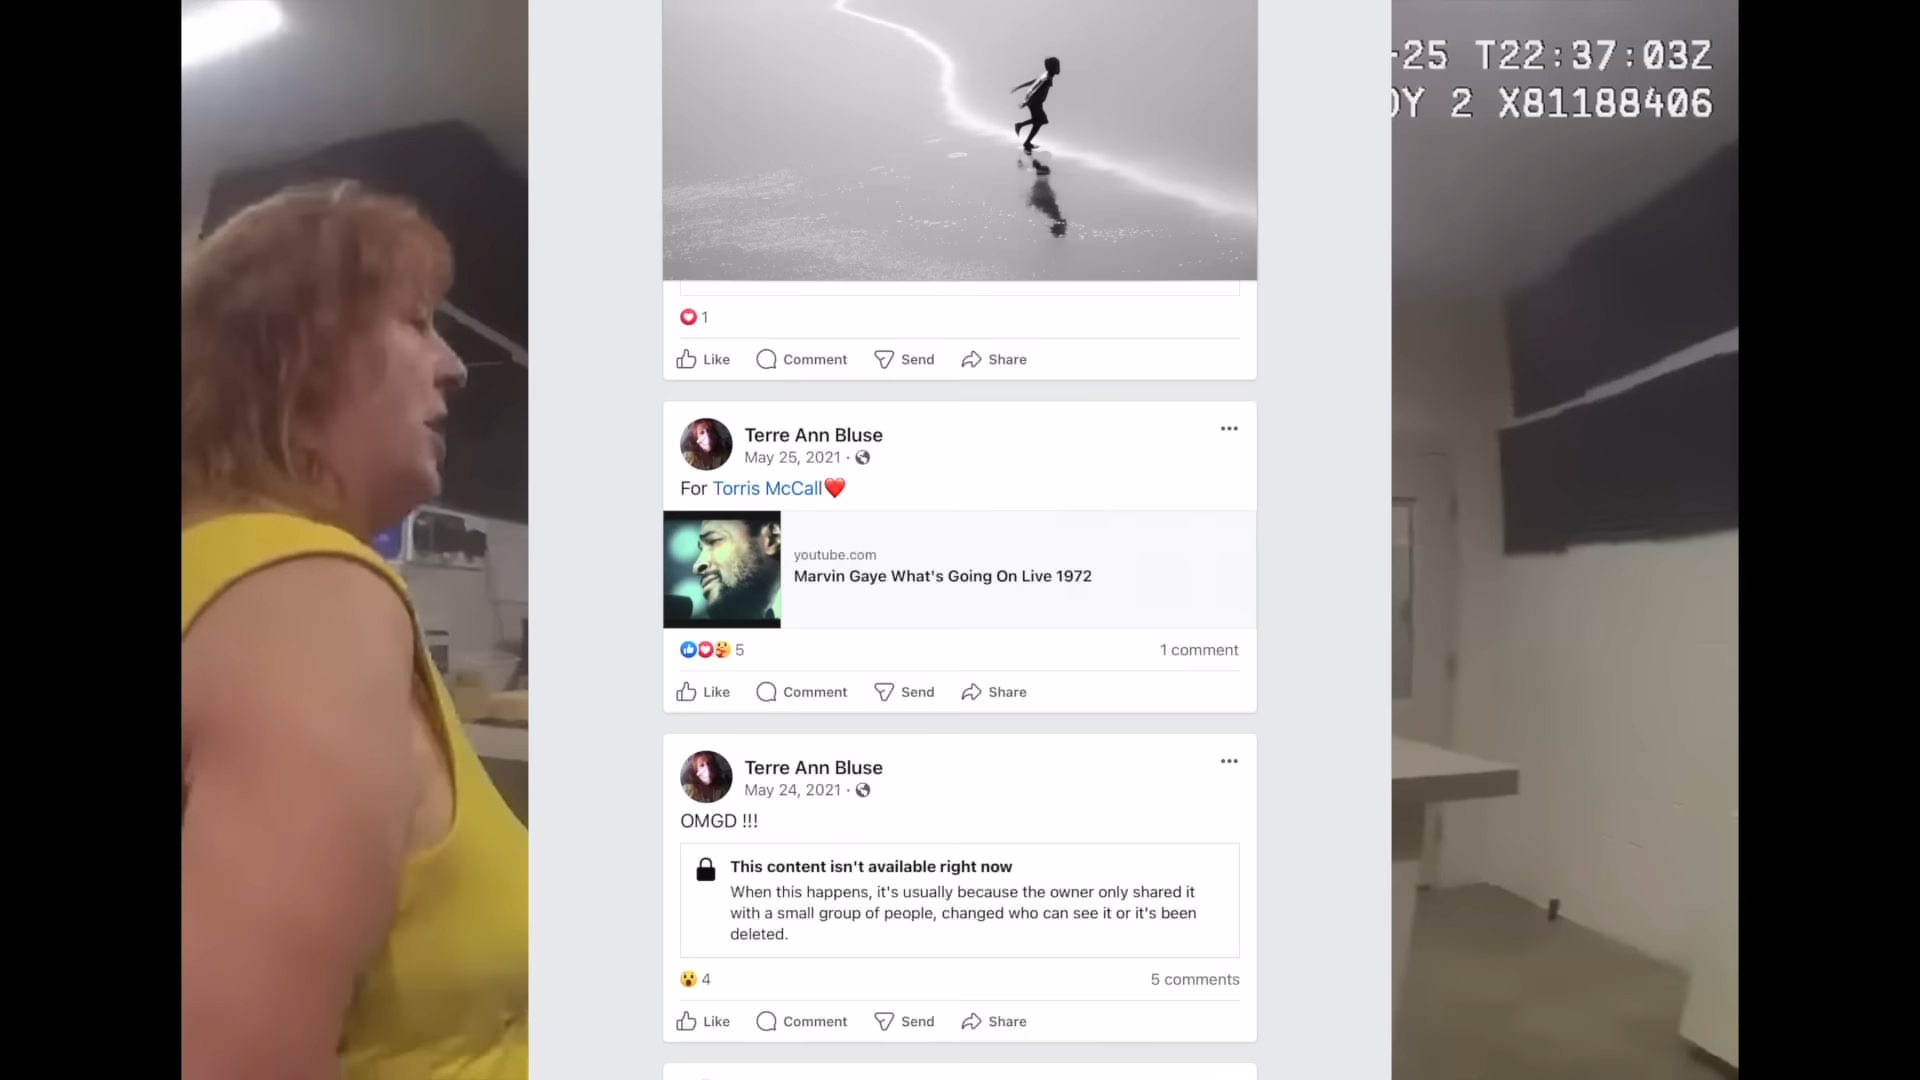 -25 T22:37:03Z
DY 2 X81188406
1
Like Comment Send Share
Terre Ann Bluse
May 25, 2021 ·
For Torris McCall
youtube.com
Marvin Gaye What's Going On Live 1972
5 1 comment
Like Comment Send Share
Terre Ann Bluse
May 24, 2021 ·
OMGD !!!
This content isn't available right now
When this happens, it's usually because the owner only shared it
with a small group of people, changed who can see it or it's been
deleted.
4 5 comments
Like Comment Send Share